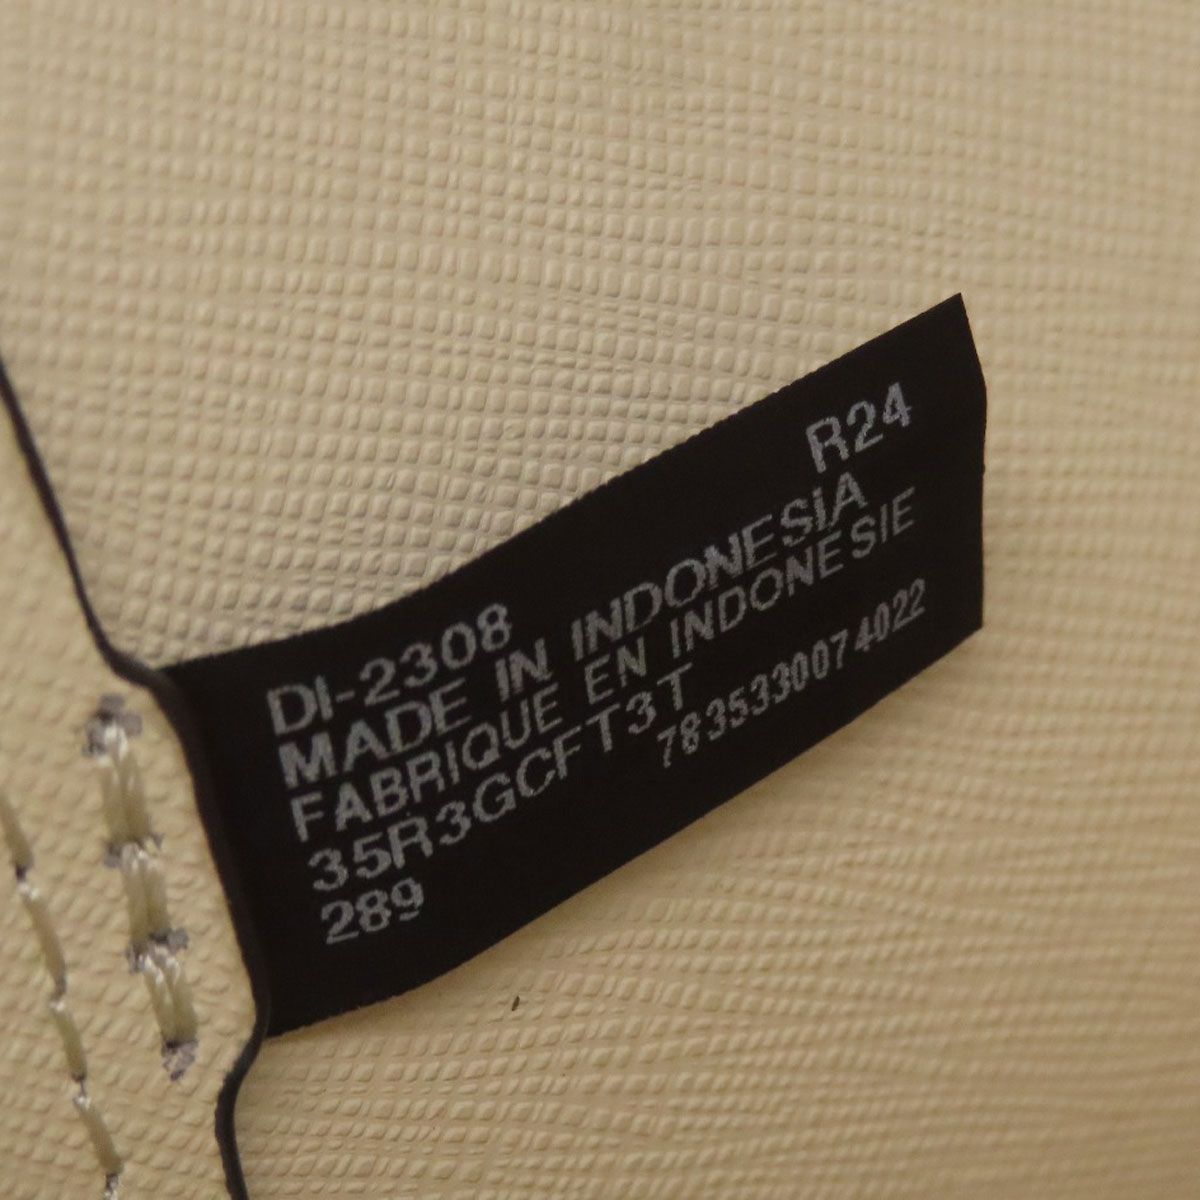 DI-2308 R24
MADE IN INDONESIA
FABRIQUE EN INDONESIE
35R3GCFT3T
289 7835330074022